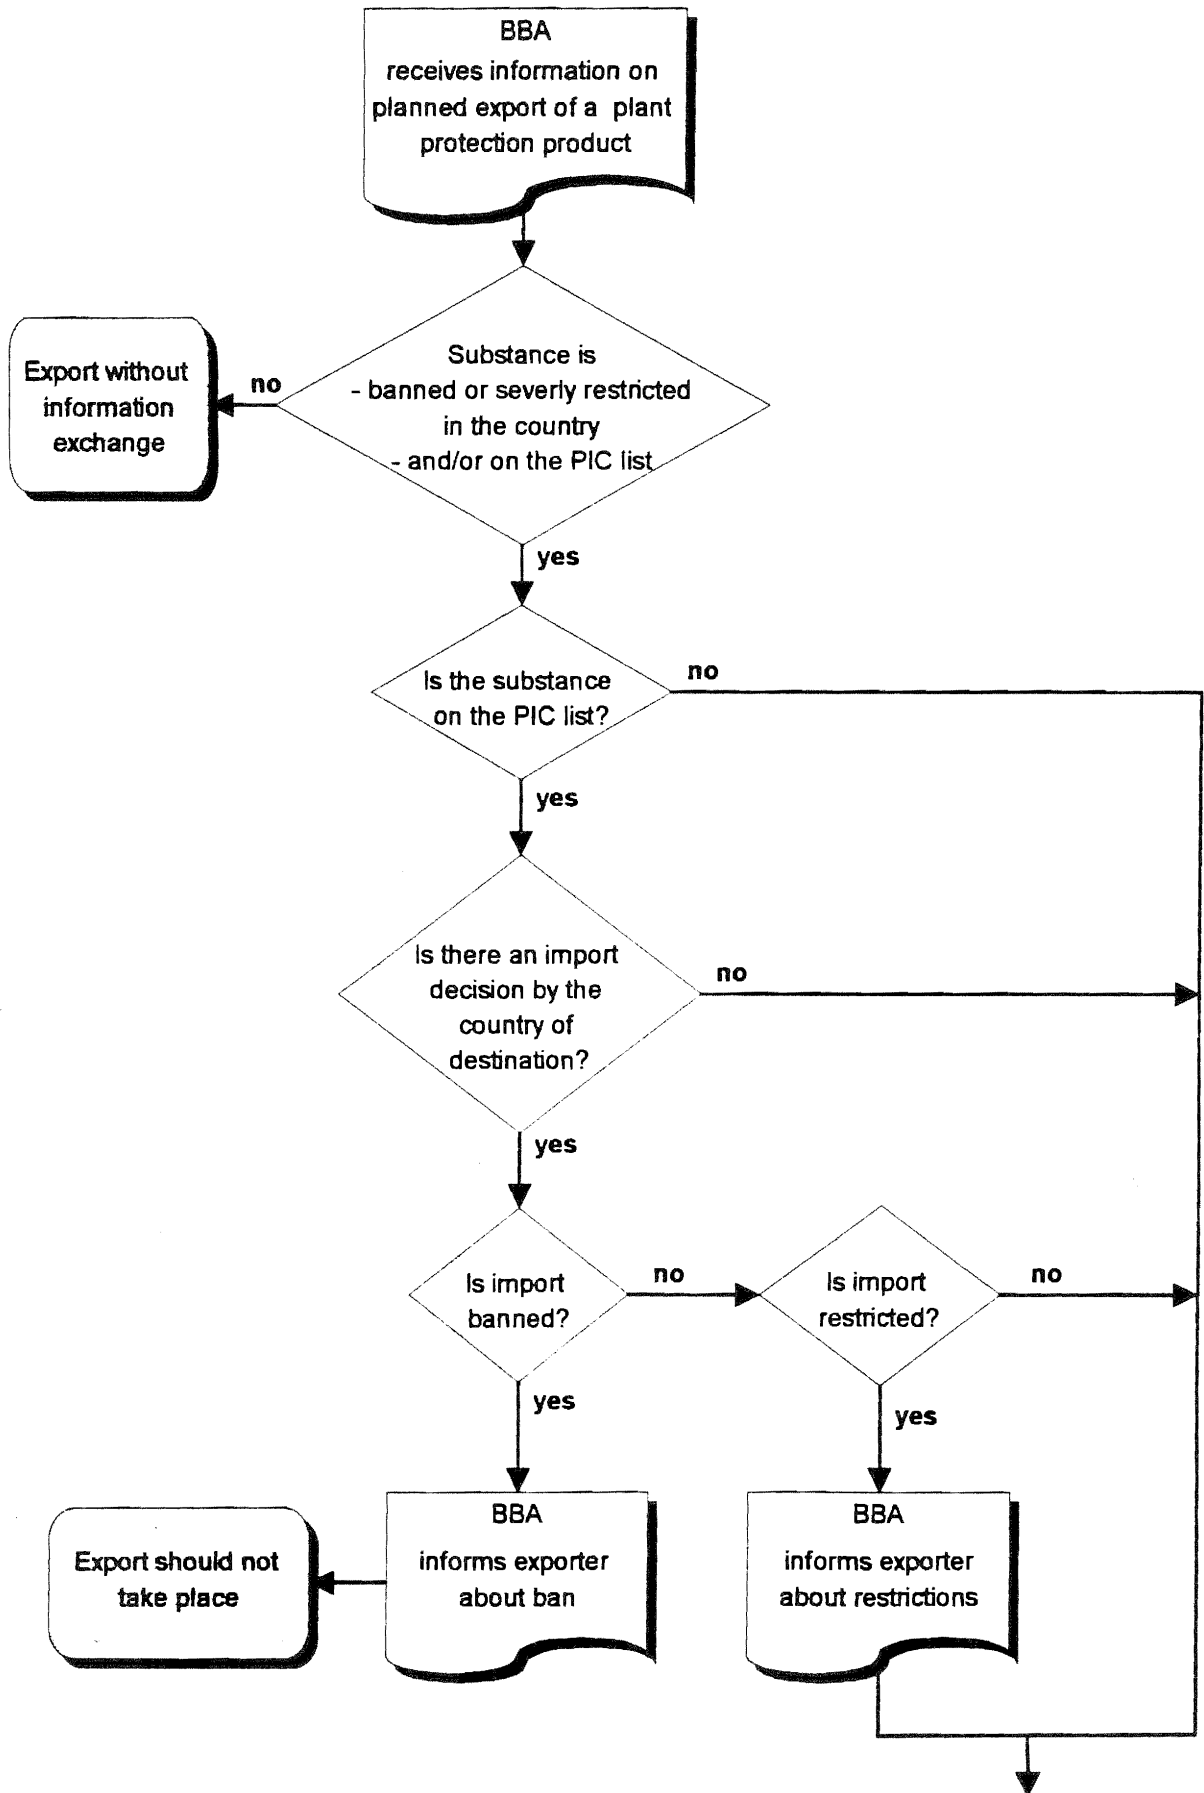 BBA
receives information on
planned export of a plant
protection product
Substance is
- banned or severly restricted
in the country
- and/or on the PIC list
no
Export without
information
exchange
yes
Is the substance
on the PIC list?
no
yes
Is there an import
decision by the
country of
destination?
no
yes
Is import
banned?
no
Is import
restricted?
no
yes
yes
BBA
informs exporter
about ban
Export should not
take place
BBA
informs exporter
about restrictions